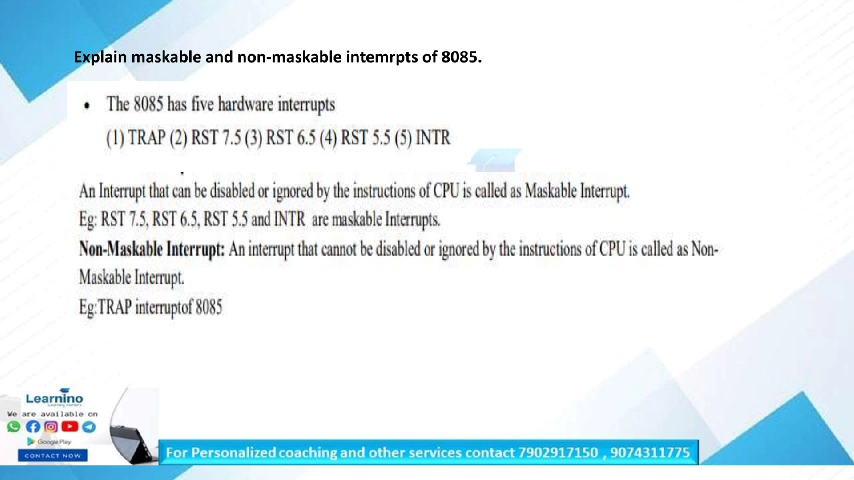 Explain maskable and non-maskable intemrpts of 8085.
• The 8085 has five hardware interrupts
(1) TRAP (2) RST 7.5 (3) RST 6.5 (4) RST 5.5 (5) INTR
An Interrupt that can be disabled or ignored by the instructions of CPU is called as Maskable Interrupt.
Eg: RST 7.5, RST 6.5, RST 5.5 and INTR are maskable Interrupts.
Non-Maskable Interrupt: An interrupt that cannot be disabled or ignored by the instructions of CPU is called as Non-
Maskable Interrupt.
Eg:TRAP interruptof 8085
Learnino
We are available on
Google Play
CONTACT NOW
For Personalized coaching and other services contact 7902917150 , 9074311775